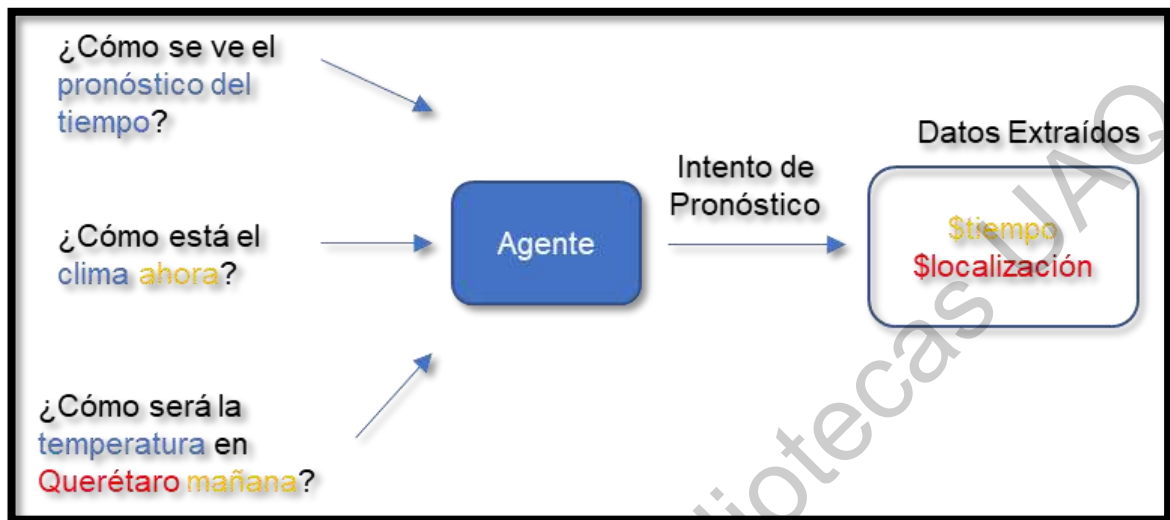 ¿Cómo se ve el
pronóstico del
tiempo?
¿Cómo está el
clima ahora?
¿Cómo será la
temperatura en
Querétaro mañana?
Agente
Intento de
Pronóstico
Datos Extraídos
$tiempo
$localización
UAQ